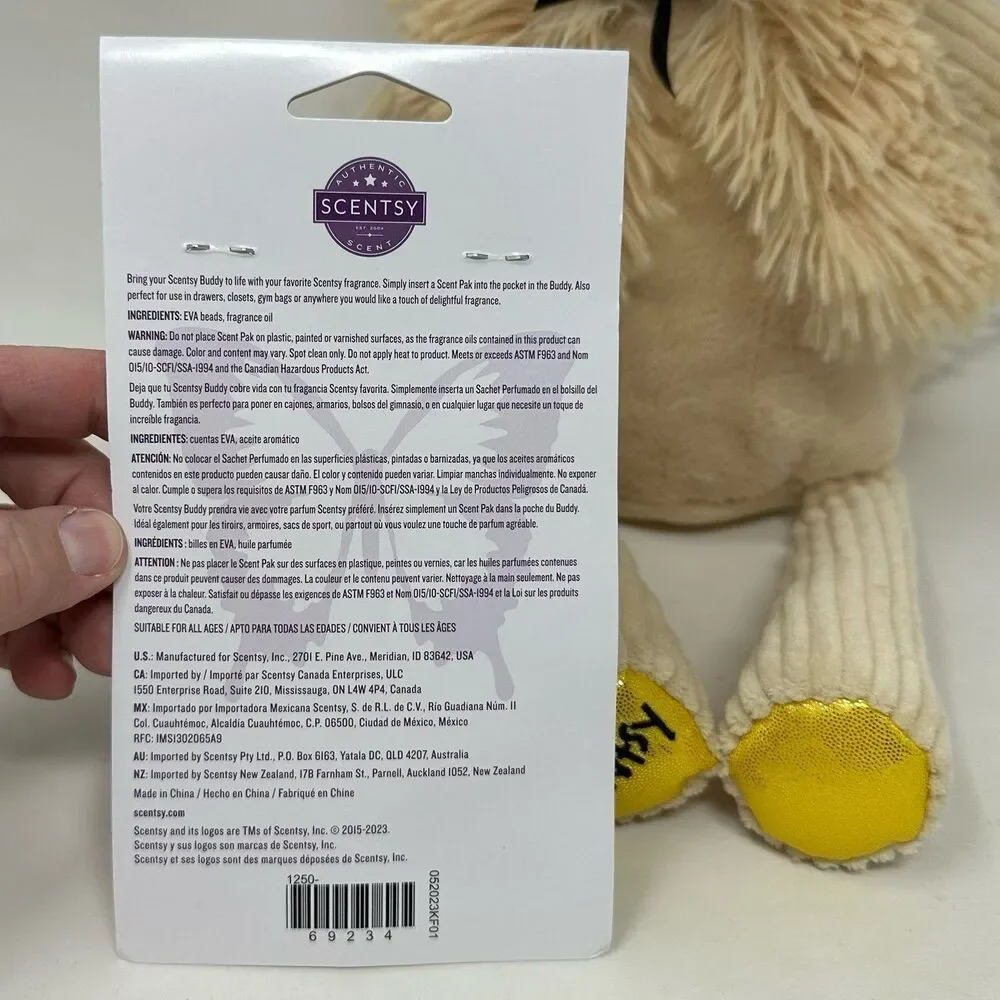 AUTHENTIC
SCENTSY
EST. 2004
SCENT
Bring your Scentsy Buddy to life with your favorite Scentsy fragrance. Simply insert a Scent Pak into the pocket in the Buddy. Also
perfect for use in drawers, closets, gym bags or anywhere you would like a touch of delightful fragrance.
INGREDIENTS: EVA beads, fragrance oil
WARNING: Do not place Scent Pak on plastic, painted or varnished surfaces, as the fragrance oils contained in this product can
cause damage. Color and content may vary. Spot clean only. Do not apply heat to product. Meets or exceeds ASTM F963 and Nom
015/10-SCFI/SSA-1994 and the Canadian Hazardous Products Act.
Deja que tu Scentsy Buddy cobre vida con tu fragancia Scentsy favorita. Simplemente inserta un Sachet Perfumado en el bolsillo del
Buddy. También es perfecto para poner en cajones, armarios, bolsos del gimnasio, o en cualquier lugar que necesite un toque de
increíble fragancia.
INGREDIENTES: cuentas EVA, aceite aromático
ATENCIÓN: No colocar el Sachet Perfumado en las superficies plásticas, pintadas o barnizadas, ya que los aceites aromáticos
contenidos en este producto pueden causar daño. El color y contenido pueden variar. Limpiar manchas individualmente. No exponer
al calor. Cumple o supera los requisitos de ASTM F963 y Nom 015/10-SCFI/SSA-1994 y la Ley de Productos Peligrosos de Canadá.
Votre Scentsy Buddy prendra vie avec votre parfum Scentsy préféré. Insérez simplement un Scent Pak dans la poche du Buddy.
Idéal également pour les tiroirs, armoires, sacs de sport, ou partout où vous voulez une touche de parfum agréable.
INGRÉDIENTS : billes en EVA, huile parfumée
ATTENTION : Ne pas placer le Scent Pak sur des surfaces en plastique, peintes ou vernies, car les huiles parfumées contenues
dans ce produit peuvent causer des dommages. La couleur et le contenu peuvent varier. Nettoyage à la main seulement. Ne pas
exposer à la chaleur. Satisfait ou dépasse les exigences de ASTM F963 et Nom 015/10-SCFI/SSA-1994 et la Loi sur les produits
dangereux du Canada.
SUITABLE FOR ALL AGES / APTO PARA TODAS LAS EDADES / CONVIENT À TOUS LES ÂGES
U.S.: Manufactured for Scentsy, Inc., 2701 E. Pine Ave., Meridian, ID 83642, USA
CA: Imported by / Importé par Scentsy Canada Enterprises, ULC
1550 Enterprise Road, Suite 210, Mississauga, ON L4W 4P4, Canada
MX: Importado por Importadora Mexicana Scentsy, S. de R.L. de C.V., Río Guadiana Núm. 11
Col. Cuauhtémoc, Alcaldía Cuauhtémoc, C.P. 06500, Ciudad de México, México
RFC: IMS1302065A9
AU: Imported by Scentsy Pty Ltd., P.O. Box 6163, Yatala DC, QLD 4207, Australia
NZ: Imported by Scentsy New Zealand, 17B Farnham St., Parnell, Auckland 1052, New Zealand
Made in China / Hecho en China / Fabriqué en Chine
scentsy.com
Scentsy and its logos are TMs of Scentsy, Inc. © 2015-2023.
Scentsy y sus logos son marcas de Scentsy, Inc.
Scentsy et ses logos sont des marques déposées de Scentsy, Inc.
1250-
69234
052023KF01